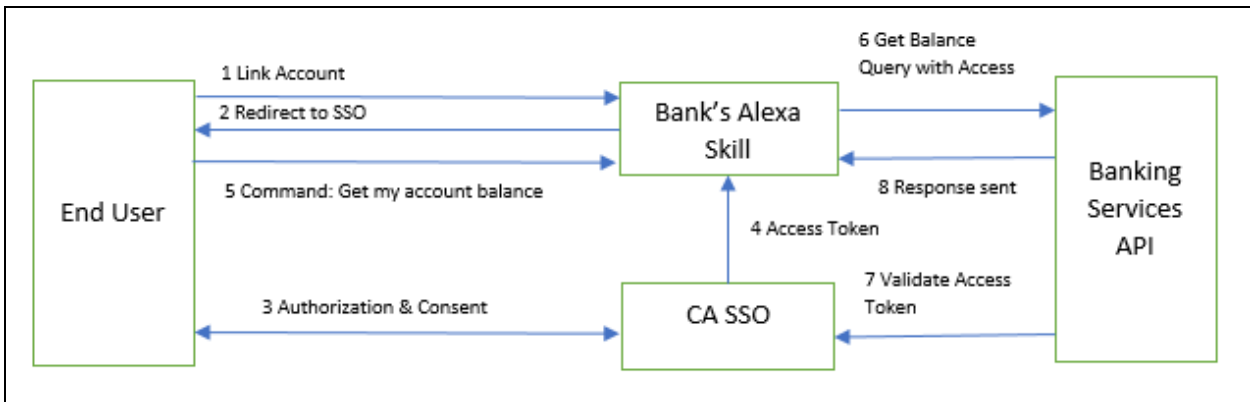 6 Get Balance
Query with Access
1 Link Account
2 Redirect to SSO
Bank's Alexa
Skill
5 Command: Get my account balance
8 Response sent
End User
Banking
Services
API
4 Access Token
3 Authorization & Consent
CA SSO
7 Validate Access
Token